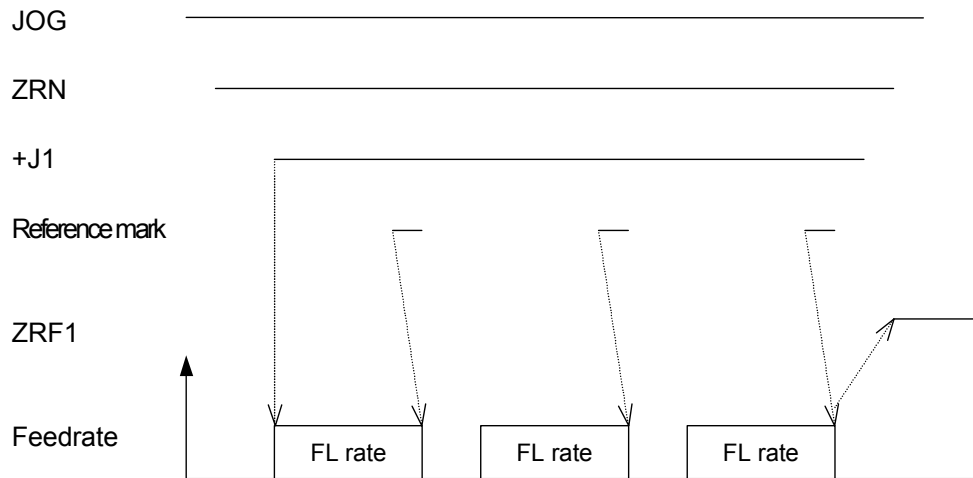 JOG
ZRN
+J1
Reference mark
ZRF1
Feedrate
FL rate
FL rate
FL rate